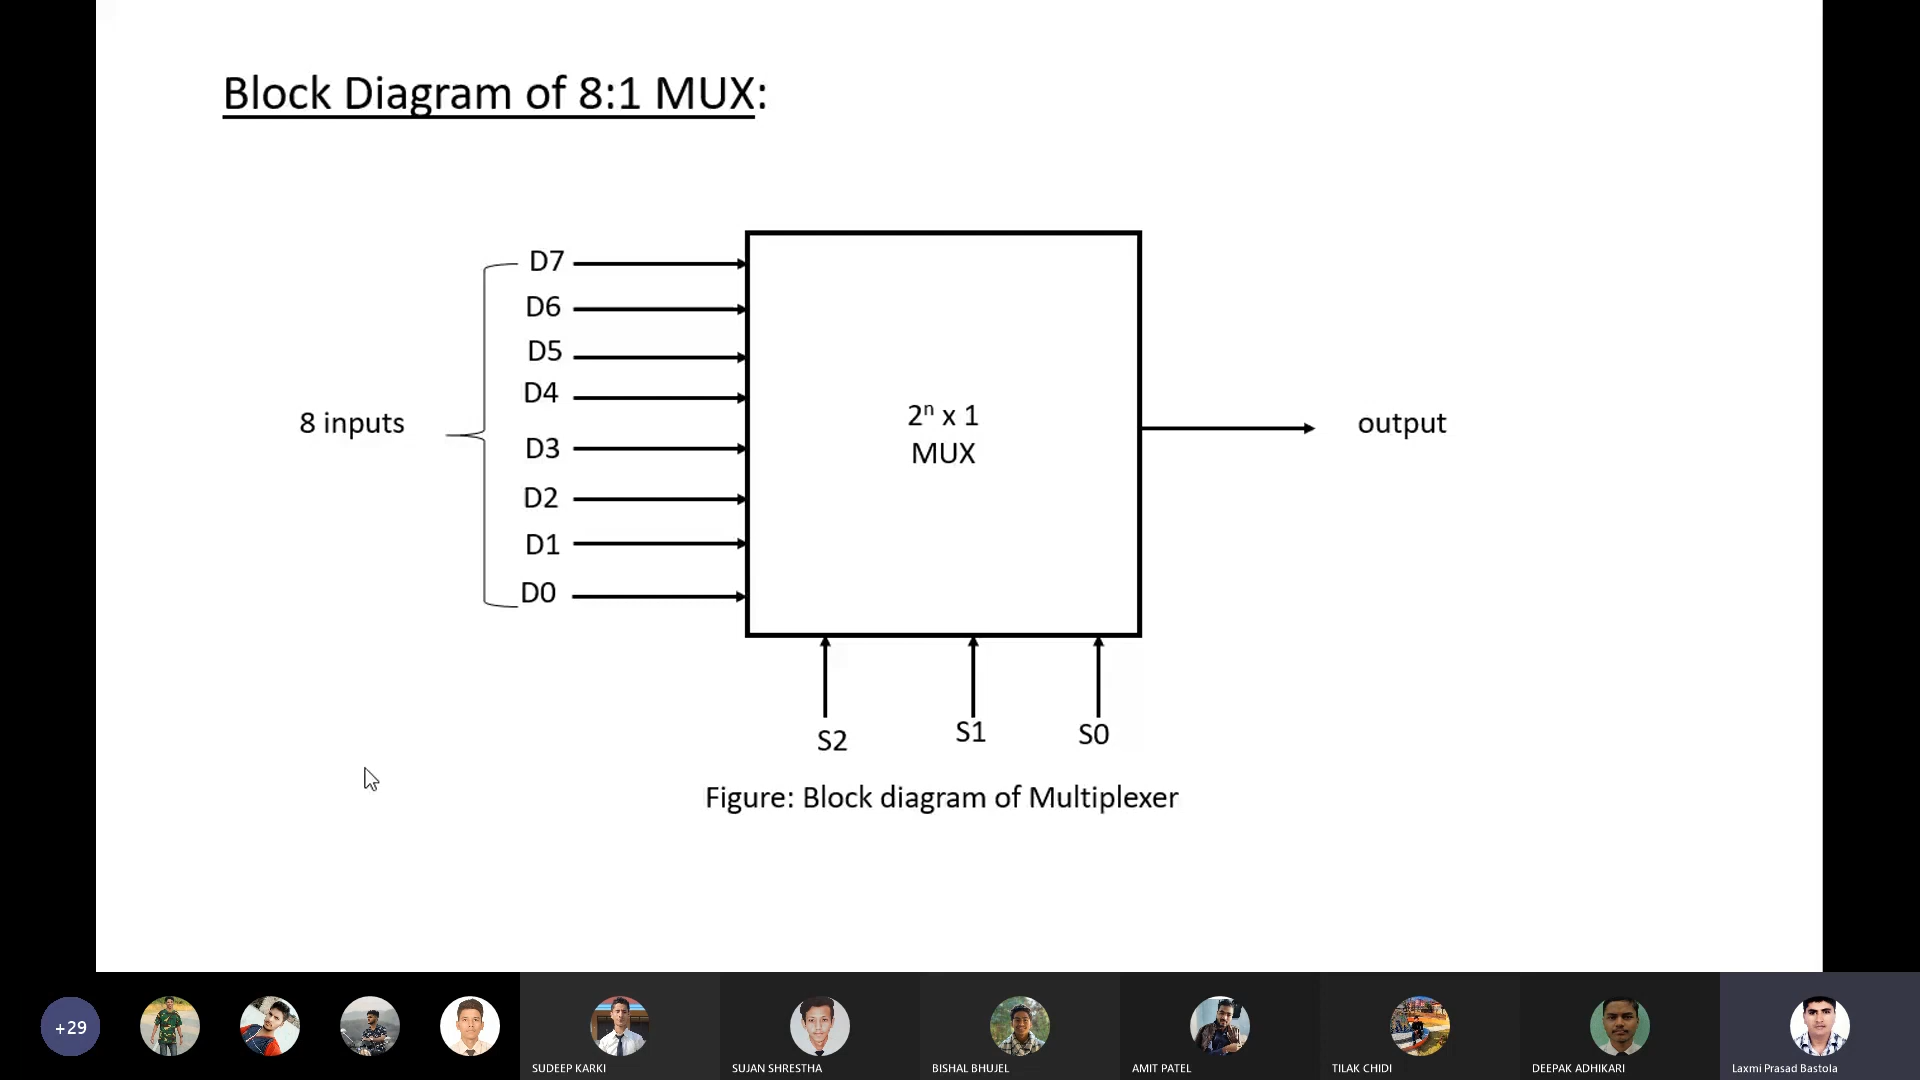 Block Diagram of 8:1 MUX:
D7
D6
D5
D4
8 inputs
D3
D2
D1
D0
2ⁿ x 1
MUX
output
S2
S1
S0
Figure: Block diagram of Multiplexer
+29
SUDEEP KARKI
SUJAN SHRESTHA
BISHAL BHUJEL
AMIT PATEL
TILAK CHIDI
DEEPAK ADHIKARI
Laxmi Prasad Bastola